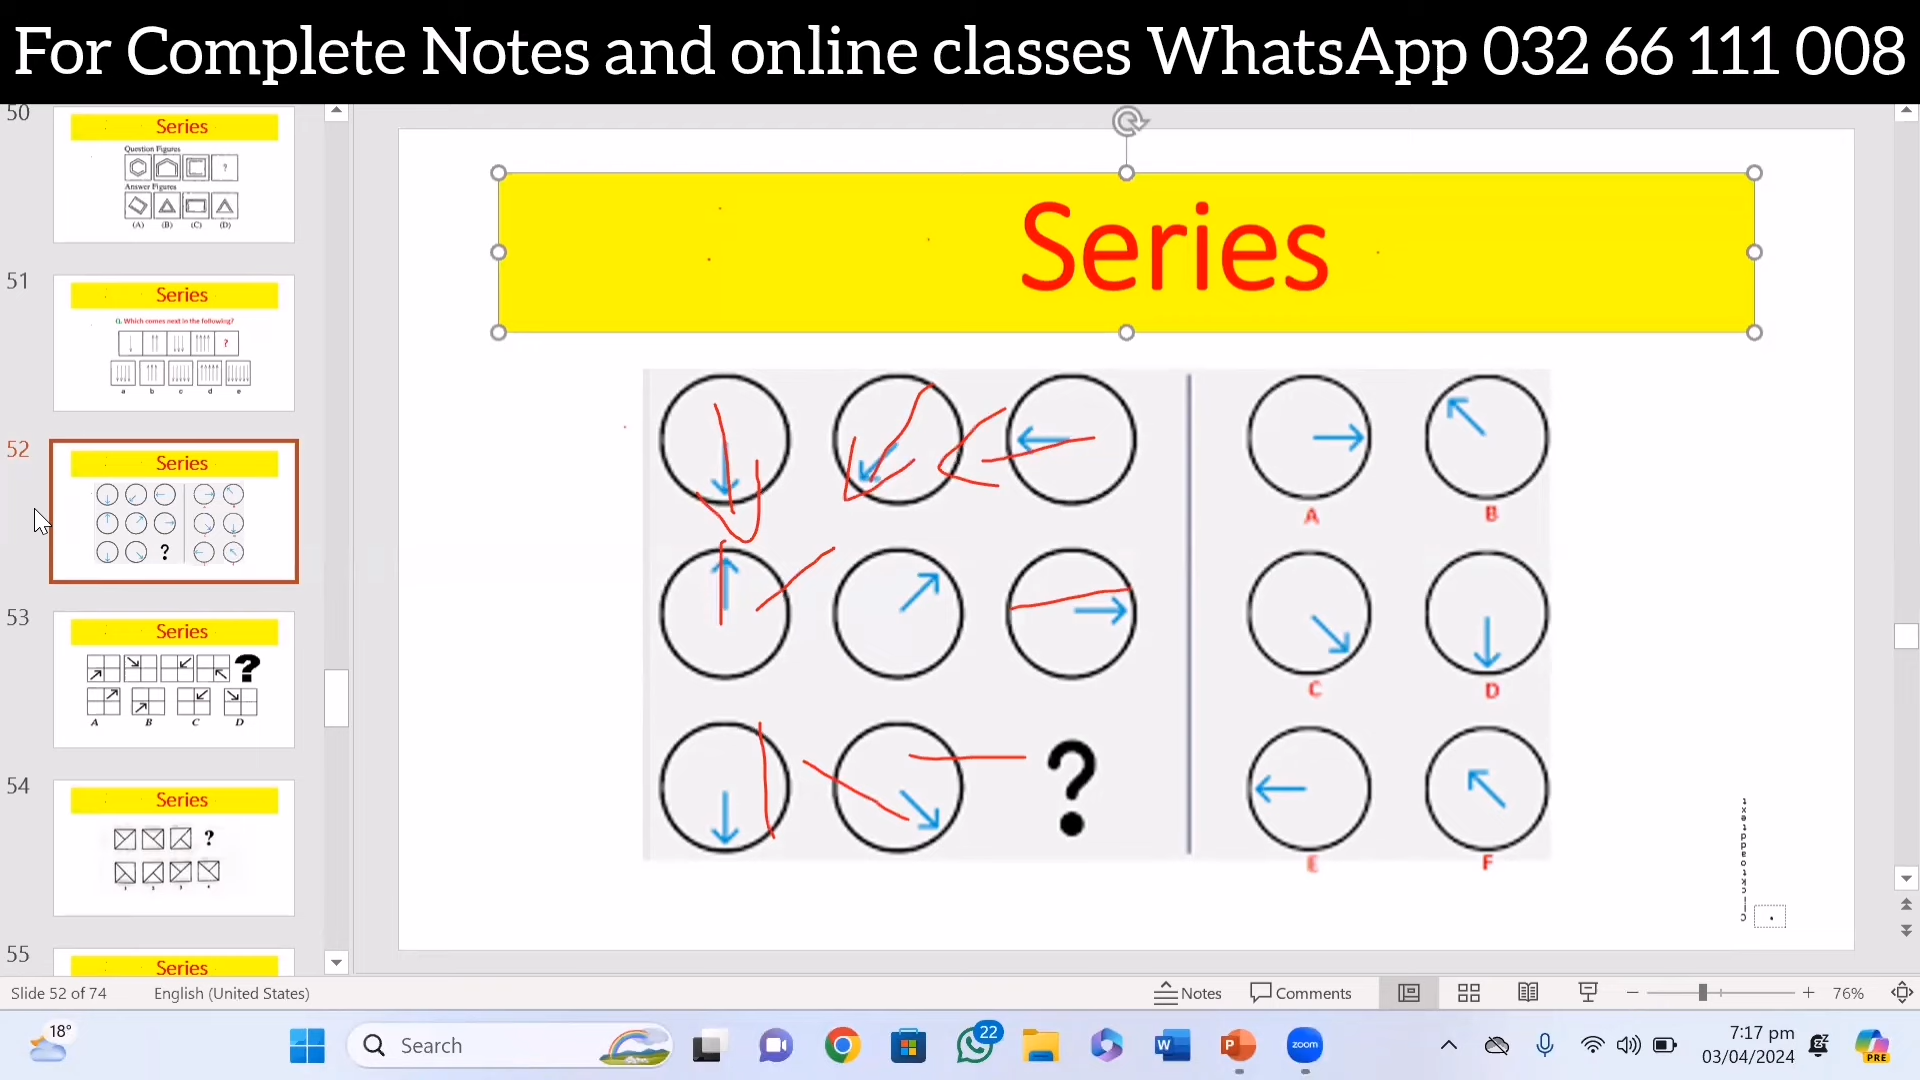 For Complete Notes and online classes WhatsApp 032 66 111 008
50
Series
Question Figures
?
Answer Figures
(A) (B) (C) (D)
51
Series
Q. Which comes next in the following?
?
a b c d e
52
Series
?
53
Series
?
A B C D
54
Series
?
55
Series
Series
A B
C D
?
E F
Slide 52 of 74
English (United States)
Notes
Comments
76%
18°
Search
22
W
P
zoom
7:17 pm
03/04/2024
PRE